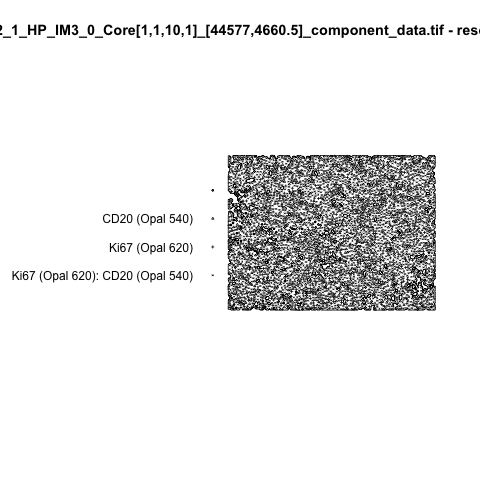 2_1_HP_IM3_0_Core[1,1,10,1]_[44577,4660.5]_component_data.tif - rese
CD20 (Opal 540)
Ki67 (Opal 620)
Ki67 (Opal 620): CD20 (Opal 540)